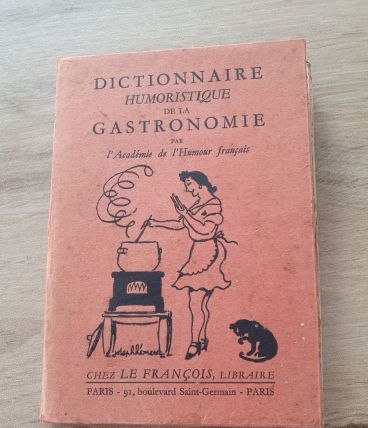 DICTIONNAIRE
HUMORISTIQUE
DE LA
GASTRONOMIE
PAR
l'Académie de l'Humour français
CHEZ LE FRANÇOIS, LIBRAIRE
PARIS - 91, boulevard Saint-Germain - PARIS